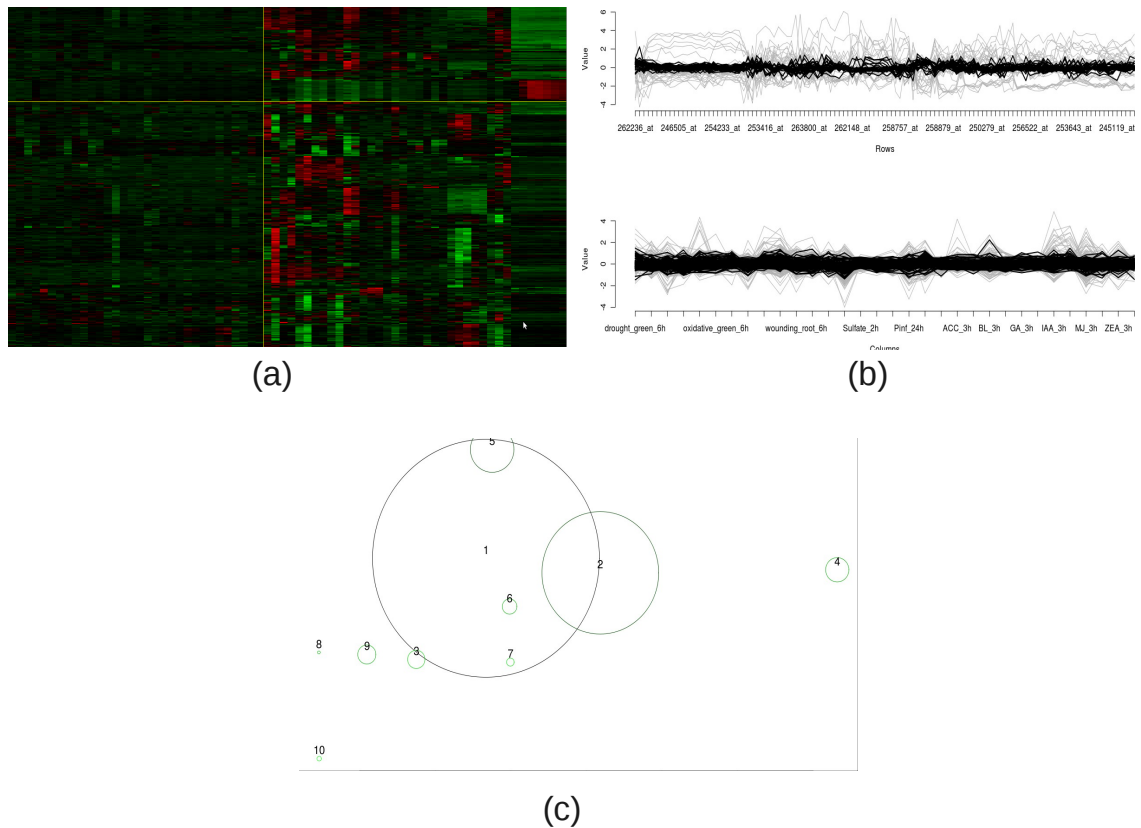 6
4
2
0
-2
-4
Value
262236_at 246505_at 254233_at 253416_at 263800_at 262148_at 258757_at 258879_at 250279_at 256522_at 253643_at 245119_at
Rows
4
2
0
-2
-4
Value
drought_green_6h oxidative_green_6h wounding_root_6h Sulfate_2h Pinf_24h ACC_3h BL_3h GA_3h IAA_3h MJ_3h ZEA_3h
Columns
(a) (b)
5
1
2
4
6
8 9 3 7
10
(c)